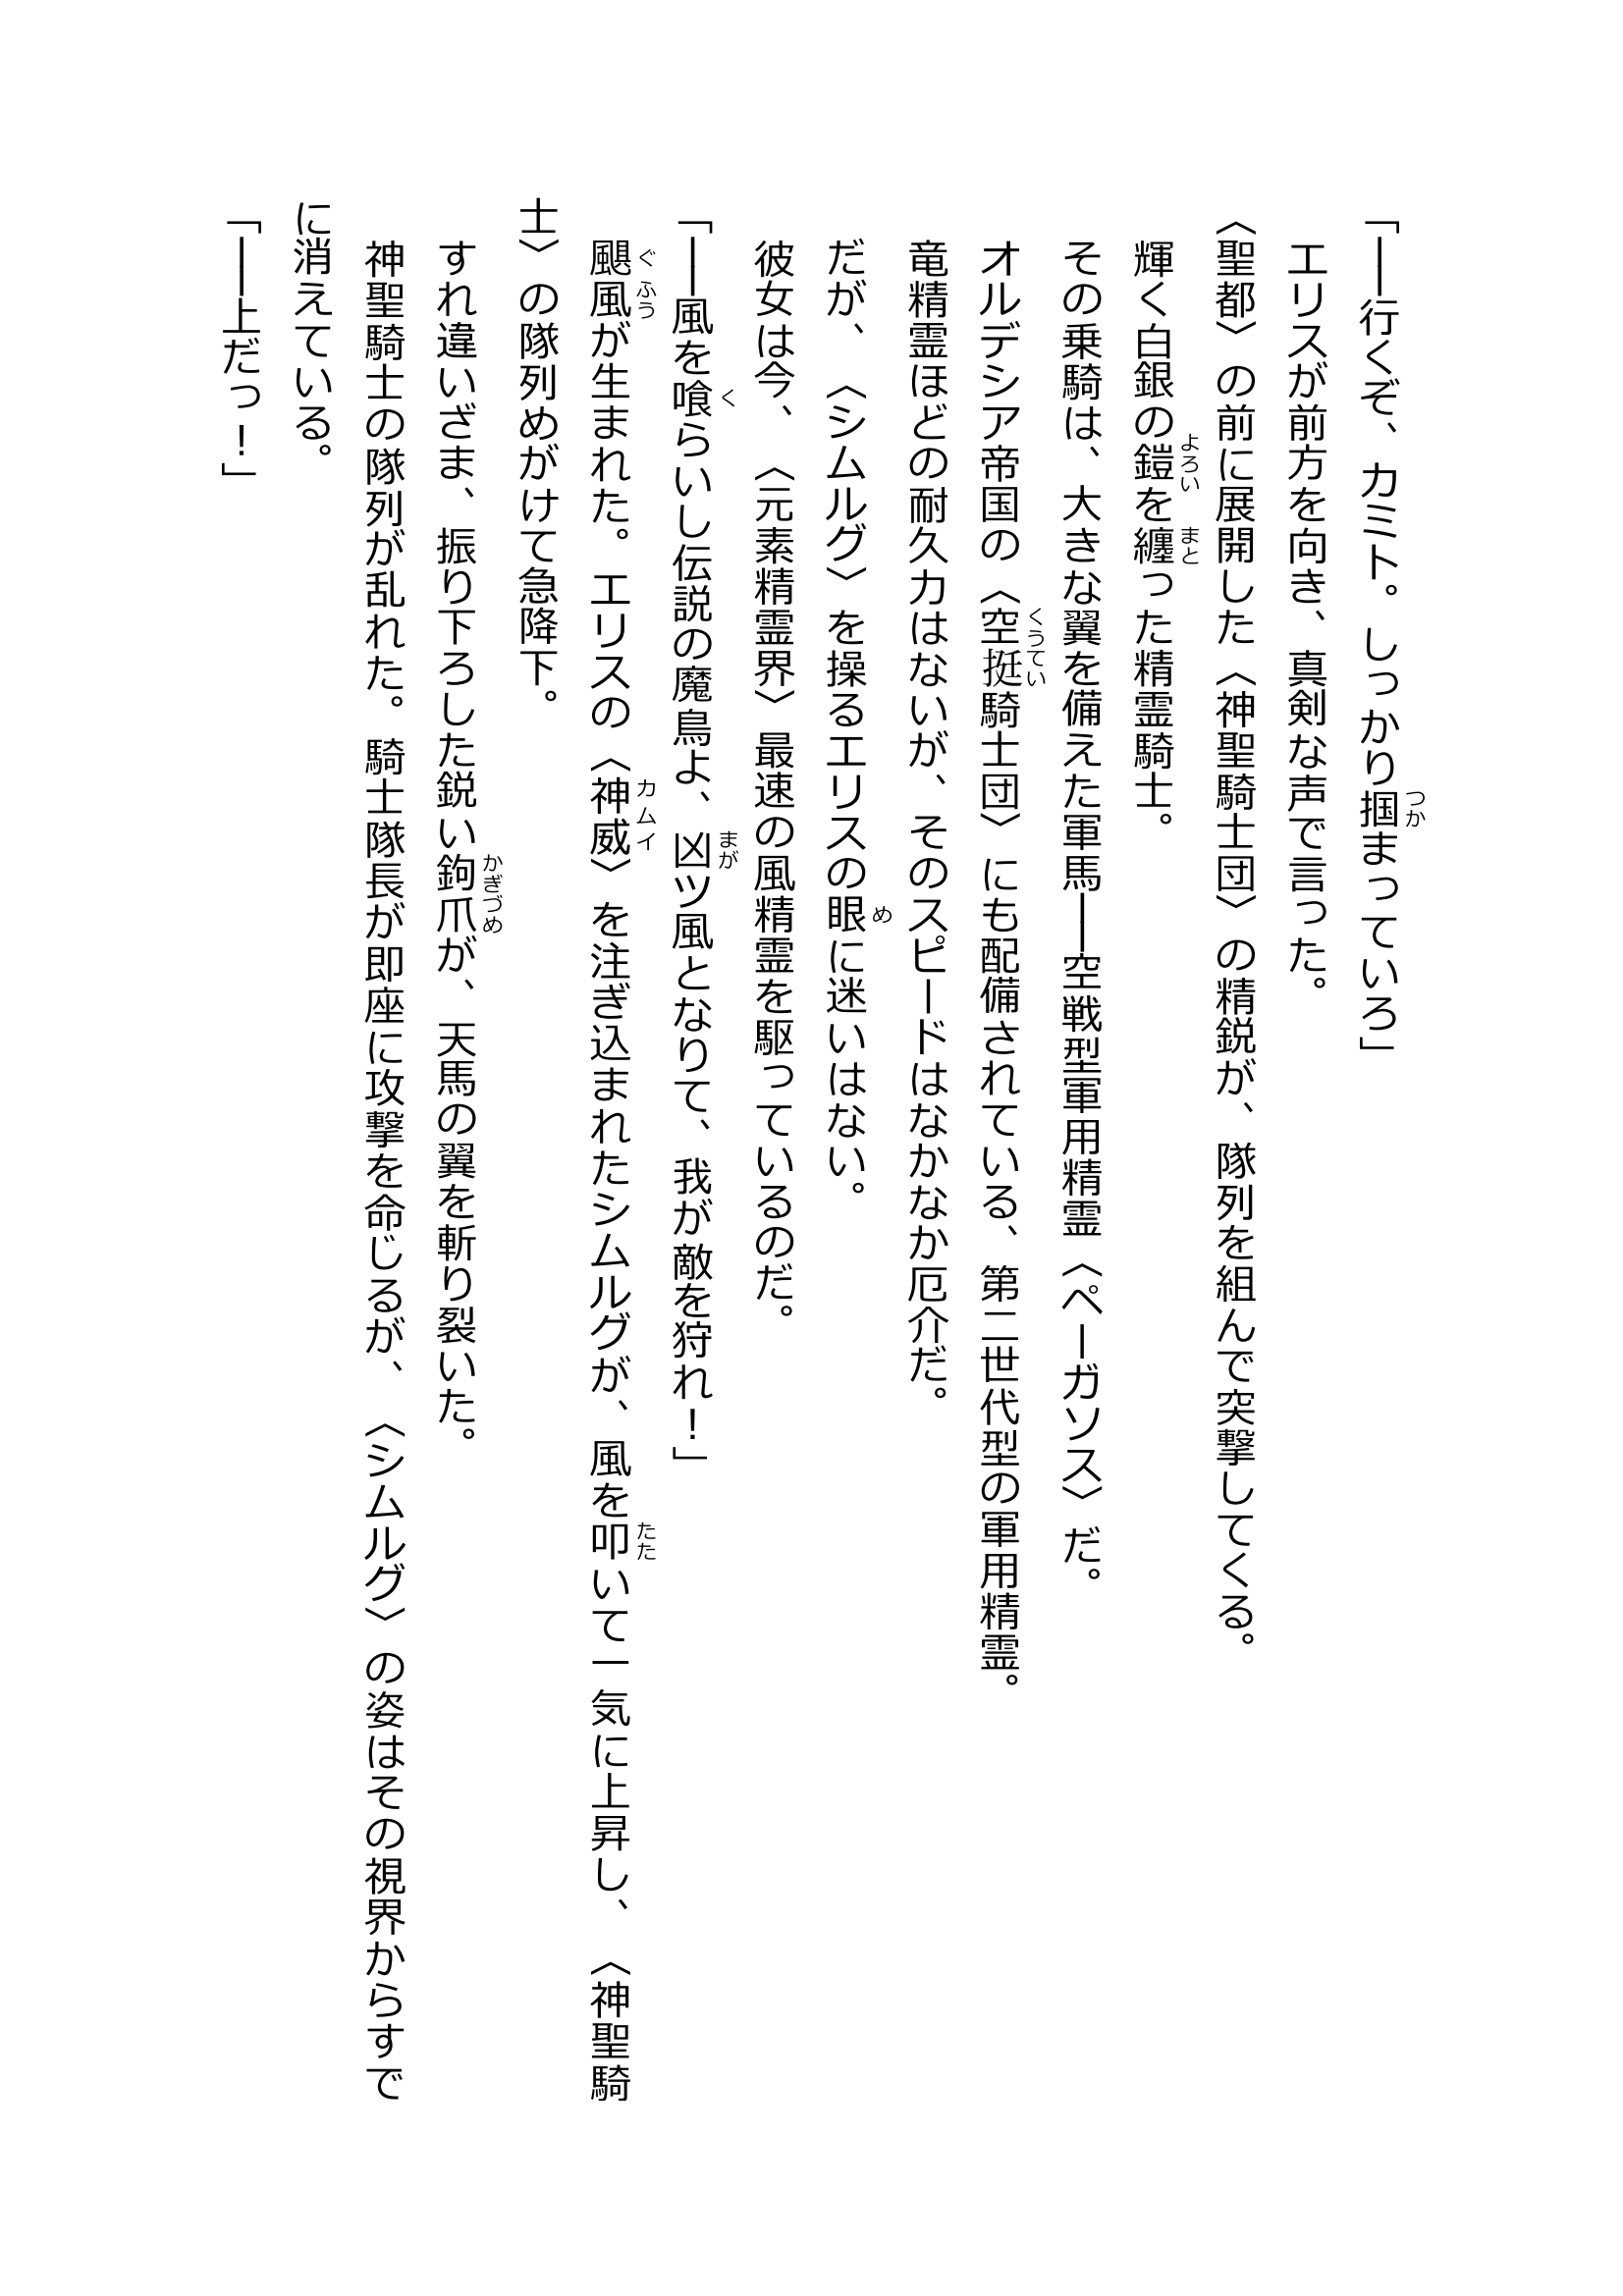 「――行くぞ、カミト。しっかり掴まっていろ」
エリスが前方を向き、真剣な声で言った。
〈聖都〉の前に展開した〈神聖騎士団〉の精鋭が、隊列を組んで突撃してくる。
輝く白銀の鎧を纏った精霊騎士。
その乗騎は、大きな翼を備えた軍馬――空戦型軍用精霊〈ペーガソス〉だ。
オルデシア帝国の〈空挺騎士団〉にも配備されている、第二世代型の軍用精霊。
竜精霊ほどの耐久力はないが、そのスピードはなかなか厄介だ。
だが、〈シムルグ〉を操るエリスの眼に迷いはない。
彼女は今、〈元素精霊界〉最速の風精霊を駆っているのだ。
「――風を喰らいし伝説の魔鳥よ、凶ツ風となりて、我が敵を狩れ！」
颶風が生まれた。エリスの〈神威〉を注ぎ込まれたシムルグが、風を叩いて一気に上昇し、〈神聖騎
士〉の隊列めがけて急降下。
すれ違いざま、振り下ろした鋭い鉤爪が、天馬の翼を斬り裂いた。
神聖騎士の隊列が乱れた。騎士隊長が即座に攻撃を命じるが、〈シムルグ〉の姿はその視界からすで
に消えている。
「――上だっ！」